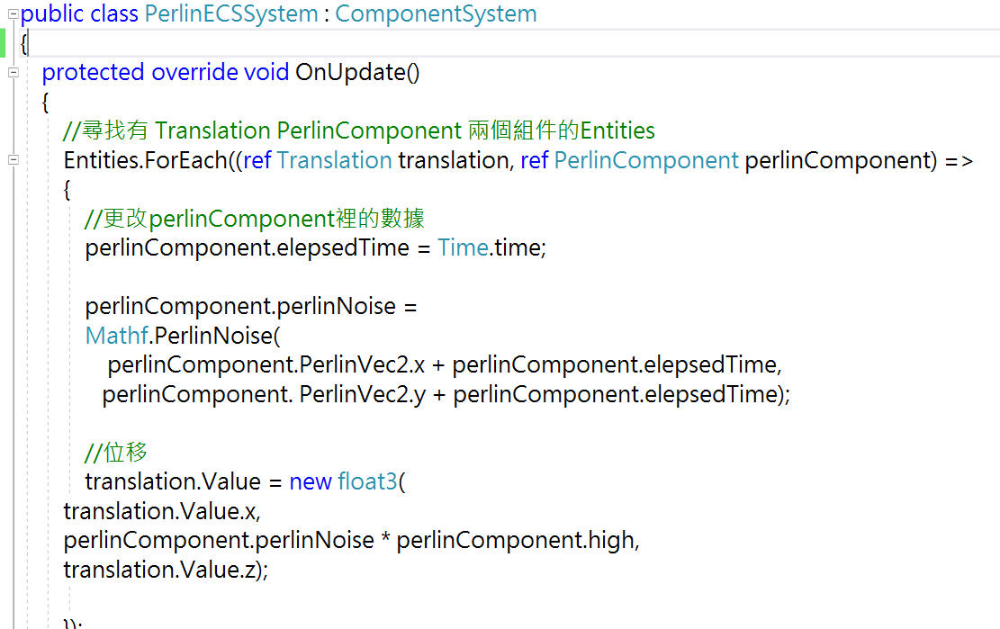 public class PerlinECSSystem : ComponentSystem
{
protected override void OnUpdate()
{
//尋找有 Translation PerlinComponent 兩個組件的Entities
Entities.ForEach((ref Translation translation, ref PerlinComponent perlinComponent) =>
{
//更改perlinComponent裡的數據
perlinComponent.elepsedTime = Time.time;
perlinComponent.perlinNoise =
Mathf.PerlinNoise(
perlinComponent.PerlinVec2.x + perlinComponent.elepsedTime,
perlinComponent. PerlinVec2.y + perlinComponent.elepsedTime);
//位移
translation.Value = new float3(
translation.Value.x,
perlinComponent.perlinNoise * perlinComponent.high,
translation.Value.z);
});